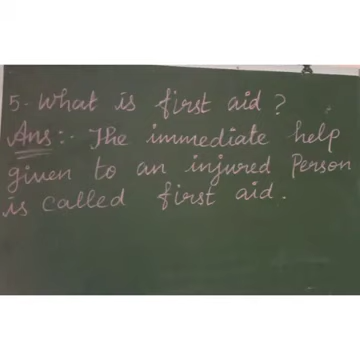 5. What is first aid?
Ans:- The immediate help
given to an injured Person
is called first aid.